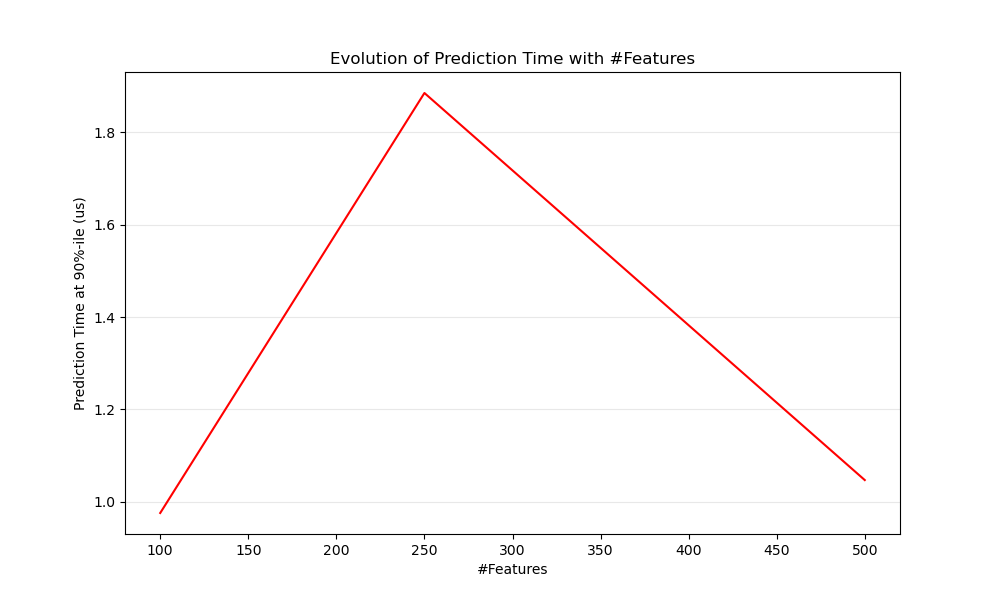 Evolution of Prediction Time with #Features
Prediction Time at 90%-ile (us)
1.8
1.6
1.4
1.2
1.0
100 150 200 250 300 350 400 450 500
#Features